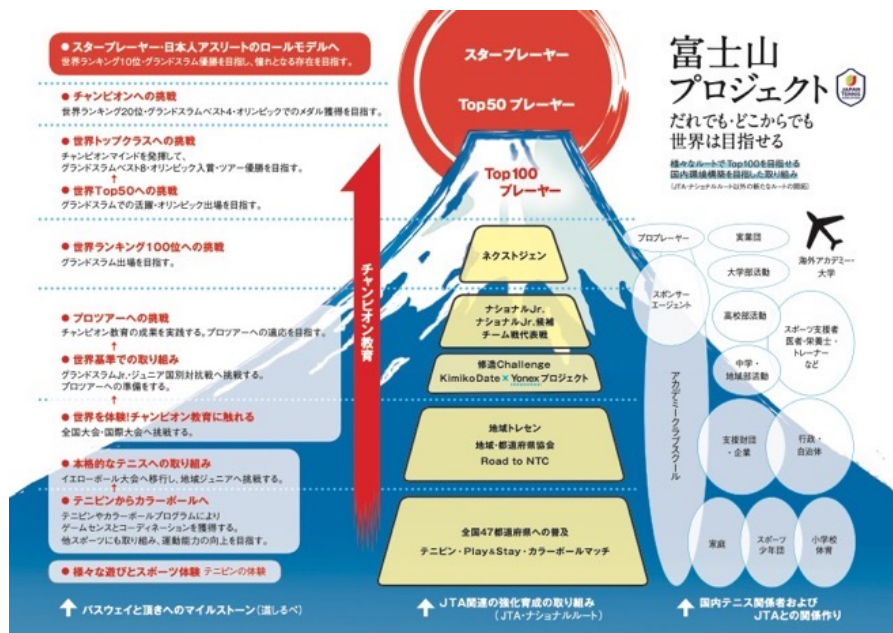 ● スタープレーヤー・日本人アスリートのロールモデルへ
世界ランキング10位・グランドスラム優勝を目指し、憧れとなる存在を目指す。
● チャンピオンへの挑戦
世界ランキング20位・グランドスラムベスト4・オリンピックでのメダル獲得を目指す。
● 世界トップクラスへの挑戦
チャンピオンマインドを発揮して、
グランドスラムベスト8・オリンピック入賞・ツアー優勝を目指す。
● 世界Top50への挑戦
グランドスラムでの活躍・オリンピック出場を目指す。
● 世界ランキング100位への挑戦
グランドスラム出場を目指す。
● プロツアーへの挑戦
チャンピオン教育の成果を実践する。プロツアーへの適応を目指す。
● 世界基準での取り組み
グランドスラムJr.・ジュニア国別対抗戦へ挑戦する。
プロツアーへの準備をする。
● 世界を体験!チャンピオン教育に触れる
全国大会・国際大会へ挑戦する。
● 本格的なテニスへの取り組み
イエローボール大会へ移行し、地域ジュニアへ挑戦する。
● テニピンからカラーボールへ
テニピンやカラーボールプログラムにより
ゲームセンスとコーディネーションを獲得する。
他スポーツにも取り組み、運動能力の向上を目指す。
● 様々な遊びとスポーツ体験 テニピンの体験
パスウェイと頂きへのマイルストーン(道しるべ)
チャンピオン教育
スタープレーヤー
Top50プレーヤー
Top100
プレーヤー
ネクストジェン
ナショナルJr.
ナショナルJr.候補
チーム戦代表戦
修造Challenge
KimikoDate×Yonexプロジェクト
地域トレセン
地域・都道府県協会
Road to NTC
全国47都道府県への普及
テニピン・Play&Stay・カラーボールマッチ
JTA関連の強化育成の取り組み
(JTA・ナショナルルート)
富士山
プロジェクト
JAPAN
TENNIS
だれでも・どこからでも
世界は目指せる
様々なルートでTop100を目指せる
国内環境構築を目指した取り組み
(JTA・ナショナルルート以外の新たなルートの開拓)
プロプレーヤー
実業団
海外アカデミー・
大学
大学部活動
スポンサー
エージェント
高校部活動
スポーツ支援者
医者・栄養士・
トレーナー
など
中学・
地域部活動
アカデミークラブスクール
支援財団
・企業
行政・
自治体
家庭
スポーツ
少年団
小学校
体育
国内テニス関係者および
JTAとの関係作り